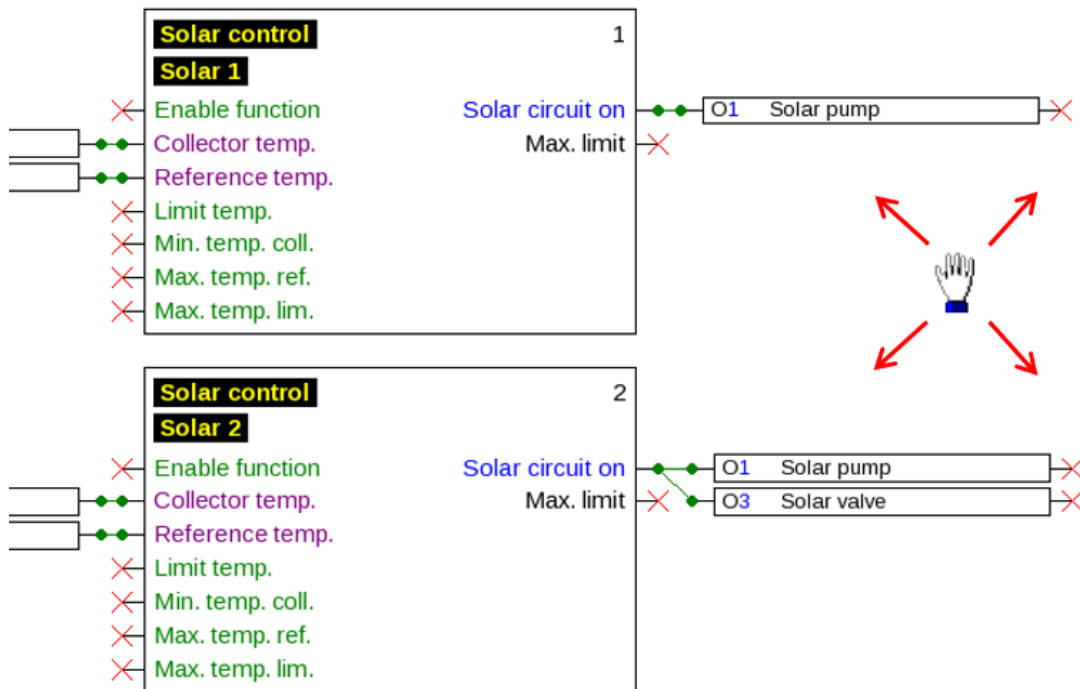 Solar control 1
Solar 1
Enable function Solar circuit on O1 Solar pump
Collector temp. Max. limit
Reference temp.
Limit temp.
Min. temp. coll.
Max. temp. ref.
Max. temp. lim.
Solar control 2
Solar 2
Enable function Solar circuit on O1 Solar pump
Collector temp. Max. limit O3 Solar valve
Reference temp.
Limit temp.
Min. temp. coll.
Max. temp. ref.
Max. temp. lim.